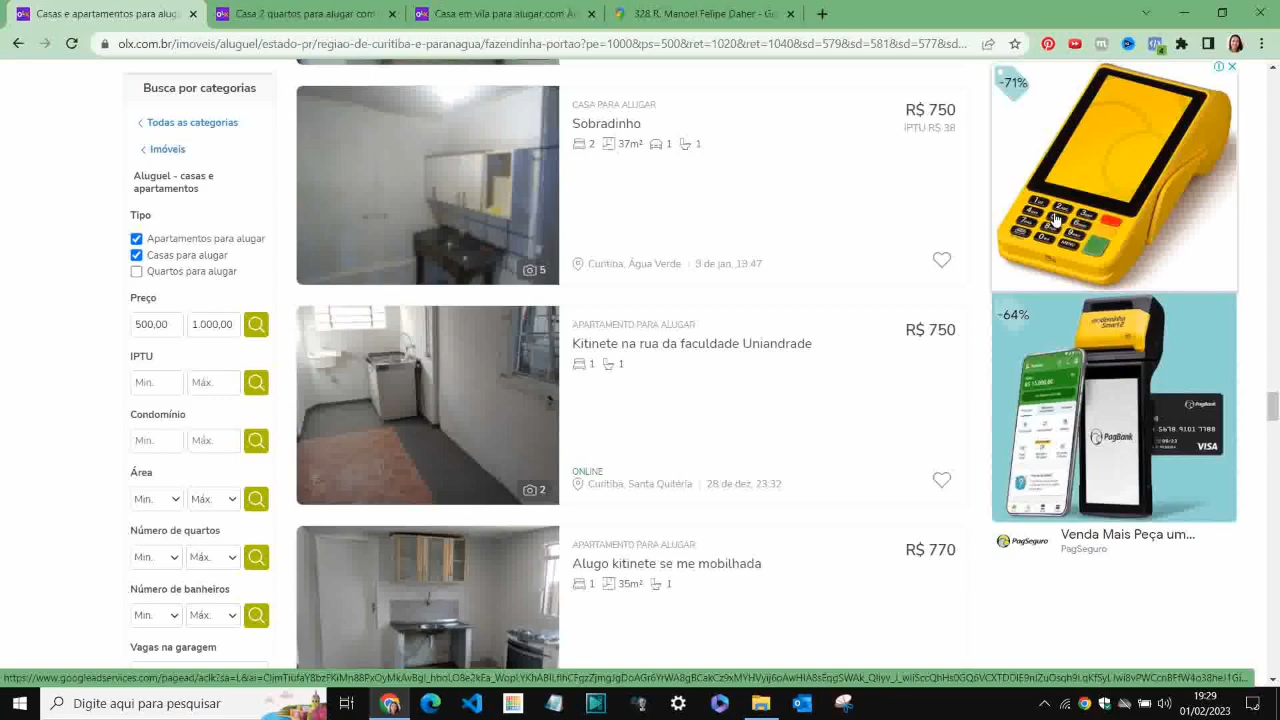 Casas e apartamentos para alug
Casa 2 quartos para alugar com
Casa em vila para alugar com Ár
328 R. Manoel Felipe Daher - Go
olx.com.br/imoveis/aluguel/estado-pr/regiao-de-curitiba-e-paranagua/fazendinha-portao?pe=1000&ps=500&ret=1020&ret=1040&sd=579&sd=581&sd=577&sd...
Busca por categorias
Todas as categorias
Imóveis
Aluguel - casas e
apartamentos
Tipo
Apartamentos para alugar
Casas para alugar
Quartos para alugar
Preço
500,00
1.000,00
IPTU
Min.
Máx.
Condomínio
Min.
Máx.
Área
Min.
Máx.
Número de quartos
Min.
Máx.
Número de banheiros
Min.
Máx.
Vagas na garagem
CASA PARA ALUGAR
Sobradinho
2 37m² 1 1
R$ 750
IPTU R$ 38
Curitiba, Água Verde | 9 de jan, 13:47
5
APARTAMENTO PARA ALUGAR
Kitinete na rua da faculdade Uniandrade
1 1
R$ 750
ONLINE
Curitiba, Santa Quitéria | 28 de dez, 23:32
2
APARTAMENTO PARA ALUGAR
Alugo kitinete se me mobilhada
1 35m² 1
R$ 770
-71%
-64%
PagBank
VISA
PagSeguro
Venda Mais Peça um...
PagSeguro
Digite aqui para pesquisar
19:29
01/02/2023